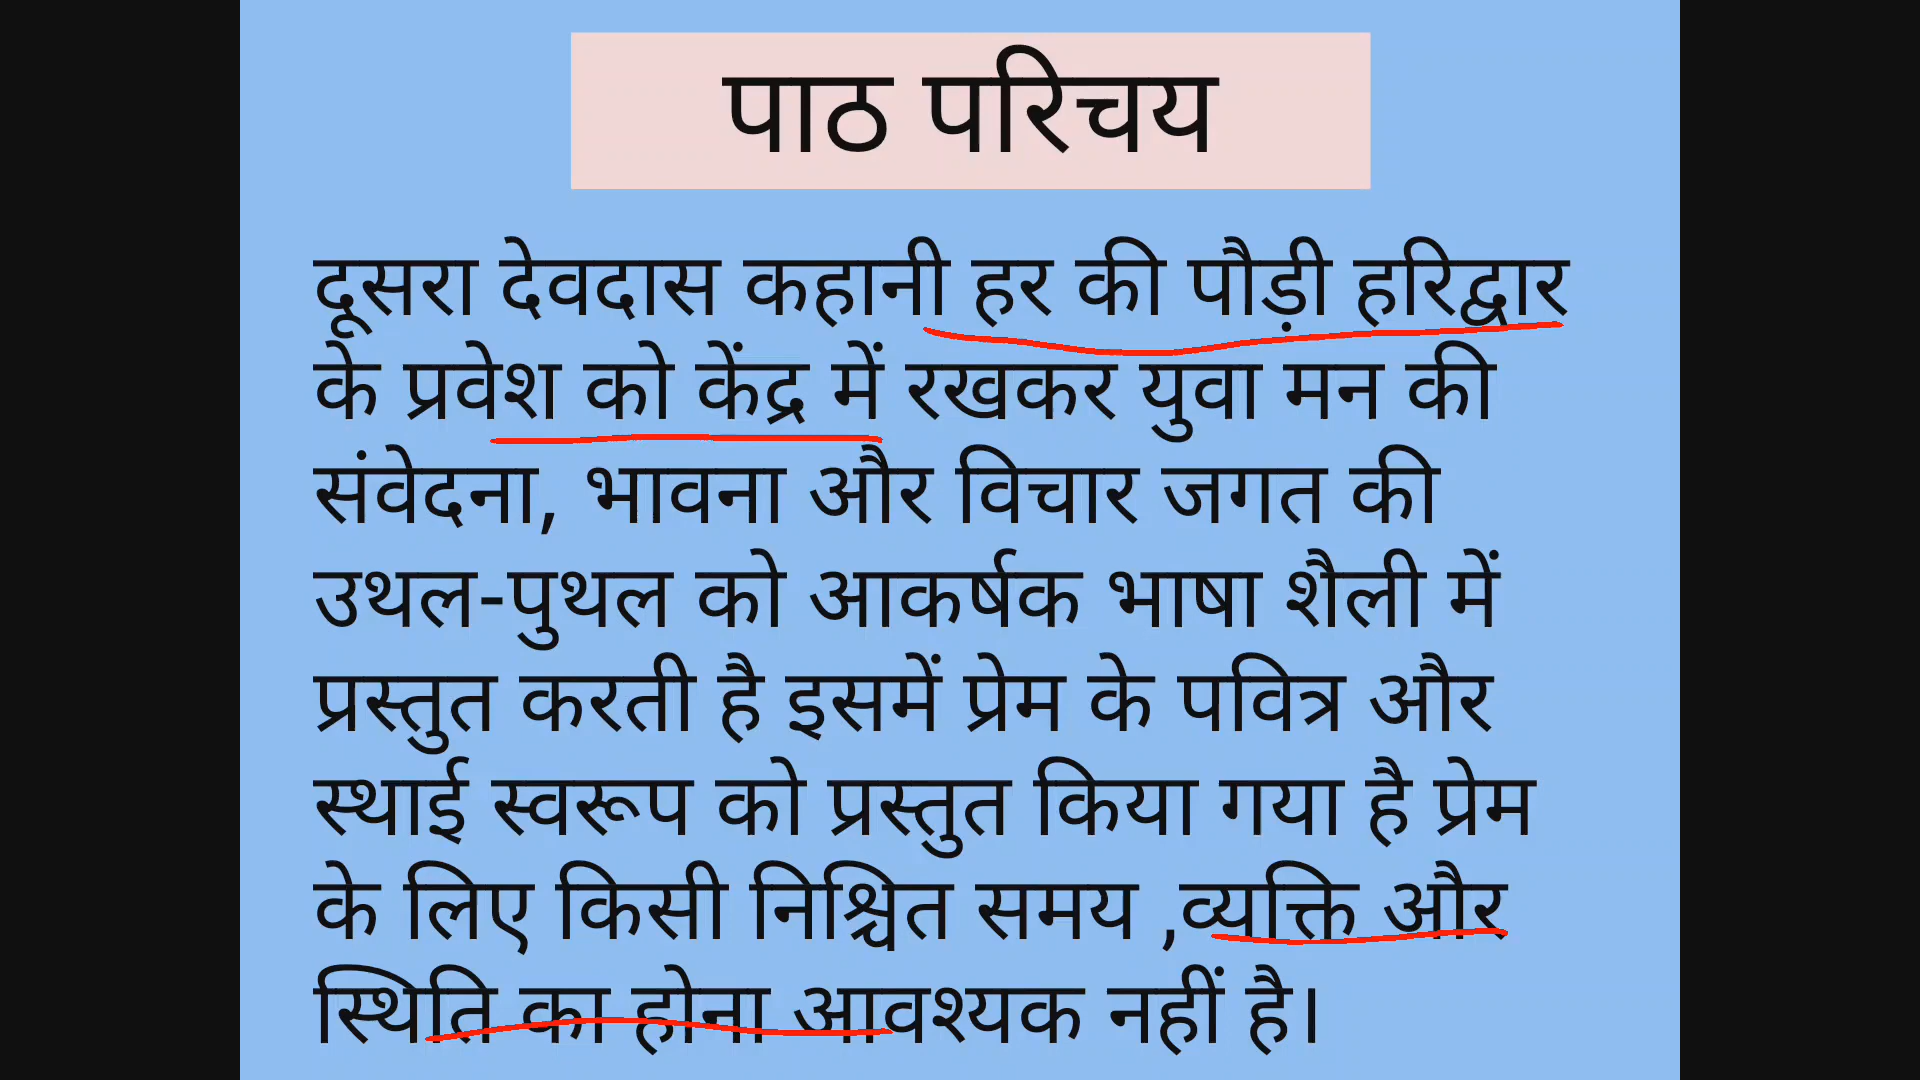 पाठ परिचय
दूसरा देवदास कहानी हर की पौड़ी हरिद्वार
के प्रवेश को केंद्र में रखकर युवा मन की
संवेदना, भावना और विचार जगत की
उथल-पुथल को आकर्षक भाषा शैली में
प्रस्तुत करती है इसमें प्रेम के पवित्र और
स्थाई स्वरूप को प्रस्तुत किया गया है प्रेम
के लिए किसी निश्चित समय ,व्यक्ति और
स्थिति का होना आवश्यक नहीं है।